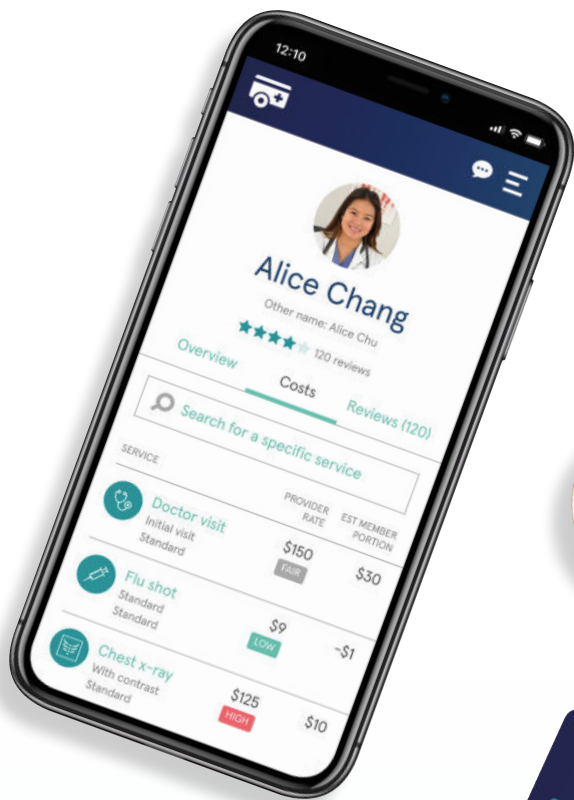 12:10
Alice Chang
Other name: Alice Chu
120 reviews
Overview Costs Reviews (120)
Search for a specific service
SERVICE PROVIDER RATE EST MEMBER PORTION
Doctor visit
Initial visit
Standard
$150
FAIR
$30
Flu shot
Standard
Standard
$9
LOW
-$1
Chest x-ray
With contrast
Standard
$125
HIGH
$10